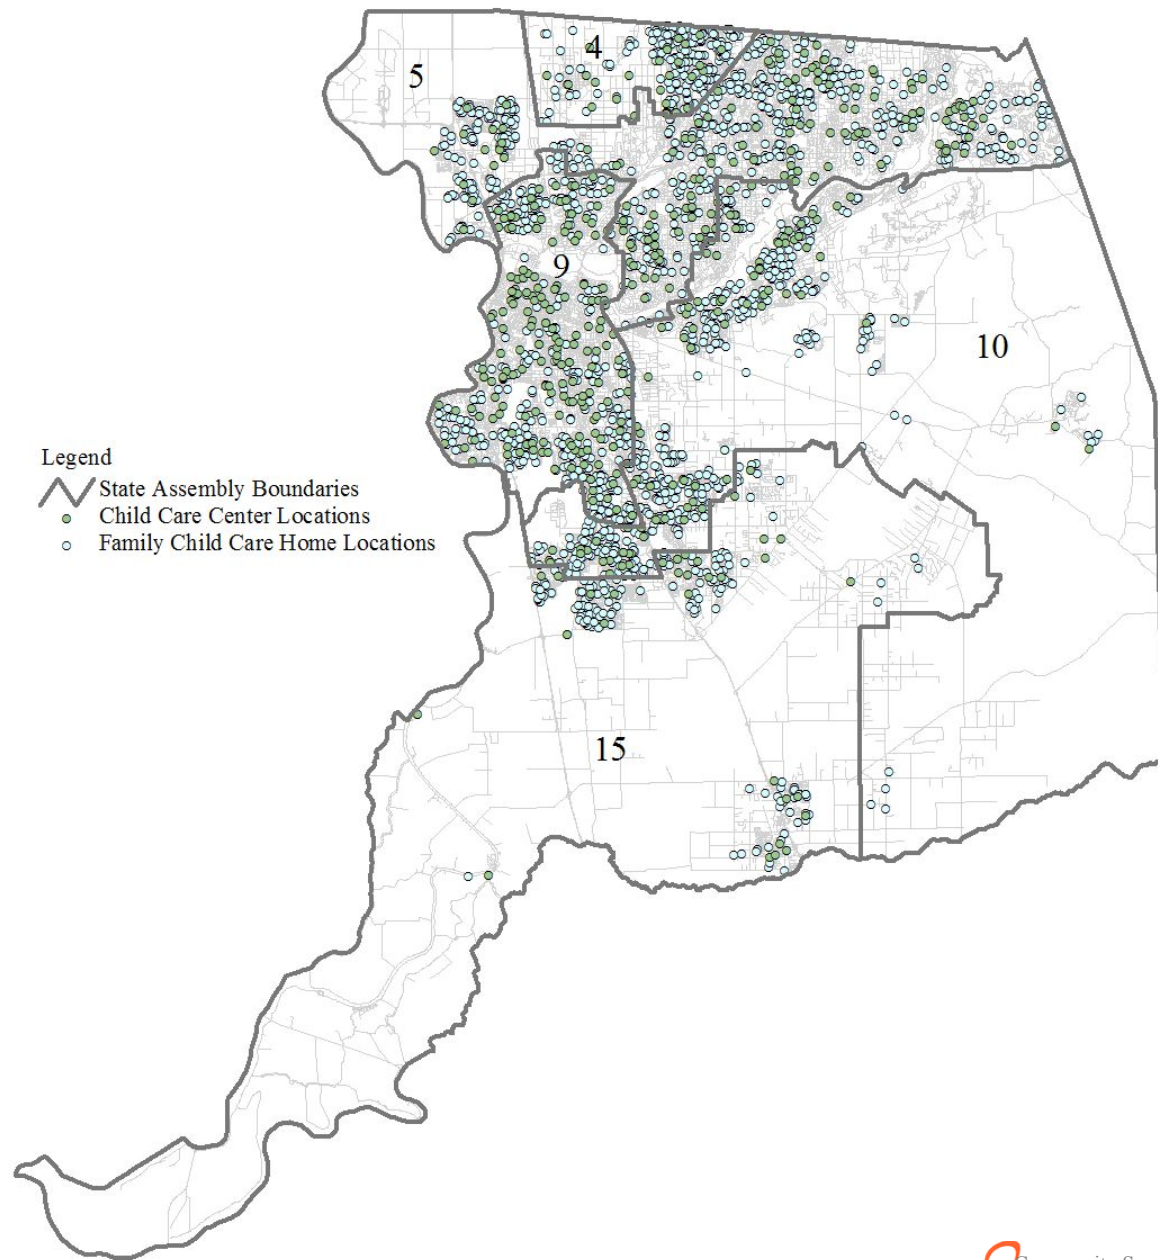 4
5
9
10
Legend
State Assembly Boundaries
Child Care Center Locations
Family Child Care Home Locations
15